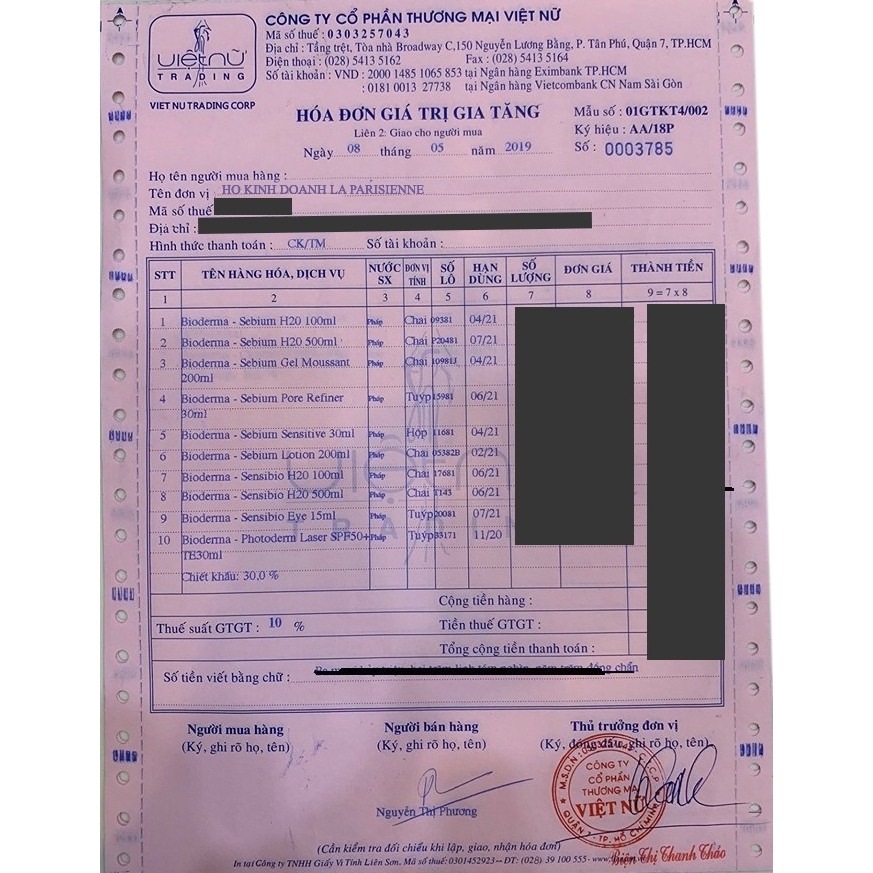 CÔNG TY CỔ PHẦN THƯƠNG MẠI VIỆT NỮ
Mã số thuế : 0303257043
Địa chỉ : Tầng trệt, Tòa nhà Broadway C,150 Nguyễn Lương Bằng, P. Tân Phú, Quận 7, TP.HCM
Điện thoại : (028) 5413 5162 Fax : (028) 5413 5164
Số tài khoản : VND : 2000 1485 1065 853 tại Ngân hàng Eximbank TP.HCM
: 0181 0013 27738 tại Ngân hàng Vietcombank CN Nam Sài Gòn
việt nữ
TRADING
VIET NU TRADING CORP
HÓA ĐƠN GIÁ TRỊ GIA TĂNG
Liên 2: Giao cho người mua
Ngày 08 tháng 05 năm 2019
Mẫu số : 01GTKT4/002
Ký hiệu : AA/18P
Số : 0003785
Họ tên người mua hàng :
Tên đơn vị HO KINH DOANH LA PARISIENNE
Mã số thuế
Địa chỉ :
Hình thức thanh toán : CK/TM Số tài khoản :
STT TÊN HÀNG HÓA, DỊCH VỤ NƯỚC SX ĐƠN VỊ TÍNH SỐ LÔ HẠN DÙNG SỐ LƯỢNG ĐƠN GIÁ THÀNH TIỀN
1 2 3 4 5 6 7 8 9 = 7 x 8
1 Bioderma - Sebium H20 100ml Pháp Chai 09381 04/21
2 Bioderma - Sebium H20 500ml Pháp Chai P20481 07/21
3 Bioderma - Sebium Gel Moussant Pháp Chai 10981J 04/21
200ml
4 Bioderma - Sebium Pore Refiner Pháp Tuýp 15981 06/21
30ml
5 Bioderma - Sebium Sensitive 30ml Pháp Hộp 11681 04/21
6 Bioderma - Sebium Lotion 200ml Pháp Chai 05382B 02/21
7 Bioderma - Sensibio H20 100ml Pháp Chai 17681 06/21
8 Bioderma - Sensibio H20 500ml Pháp Chai T143 06/21
9 Bioderma - Sensibio Eye 15ml Pháp Tuýp 20081 07/21
10 Bioderma - Photoderm Laser SPF50+ Pháp Tuýp 33171 11/20
TE30ml
Chiết khấu: 30,0 %
Cộng tiền hàng :
Thuế suất GTGT : 10 % Tiền thuế GTGT :
Tổng cộng tiền thanh toán :
Số tiền viết bằng chữ :
Người mua hàng Người bán hàng Thủ trưởng đơn vị
(Ký, ghi rõ họ, tên) (Ký, ghi rõ họ, tên) (Ký, đóng dấu, ghi rõ họ, tên)
CÔNG TY
CỔ PHẦN
THƯƠNG MẠI
VIỆT NỮ
QUẬN 7 - TP. HỒ CHÍ MINH
Nguyễn Thị Phương
Biện Thị Thanh Thảo
(Cần kiểm tra đối chiếu khi lập, giao, nhận hóa đơn)
In tại Công ty TNHH Giấy Vi Tính Liên Sơn. Mã số thuế: 0301452923 -- ĐT: (028) 39 100 555 -